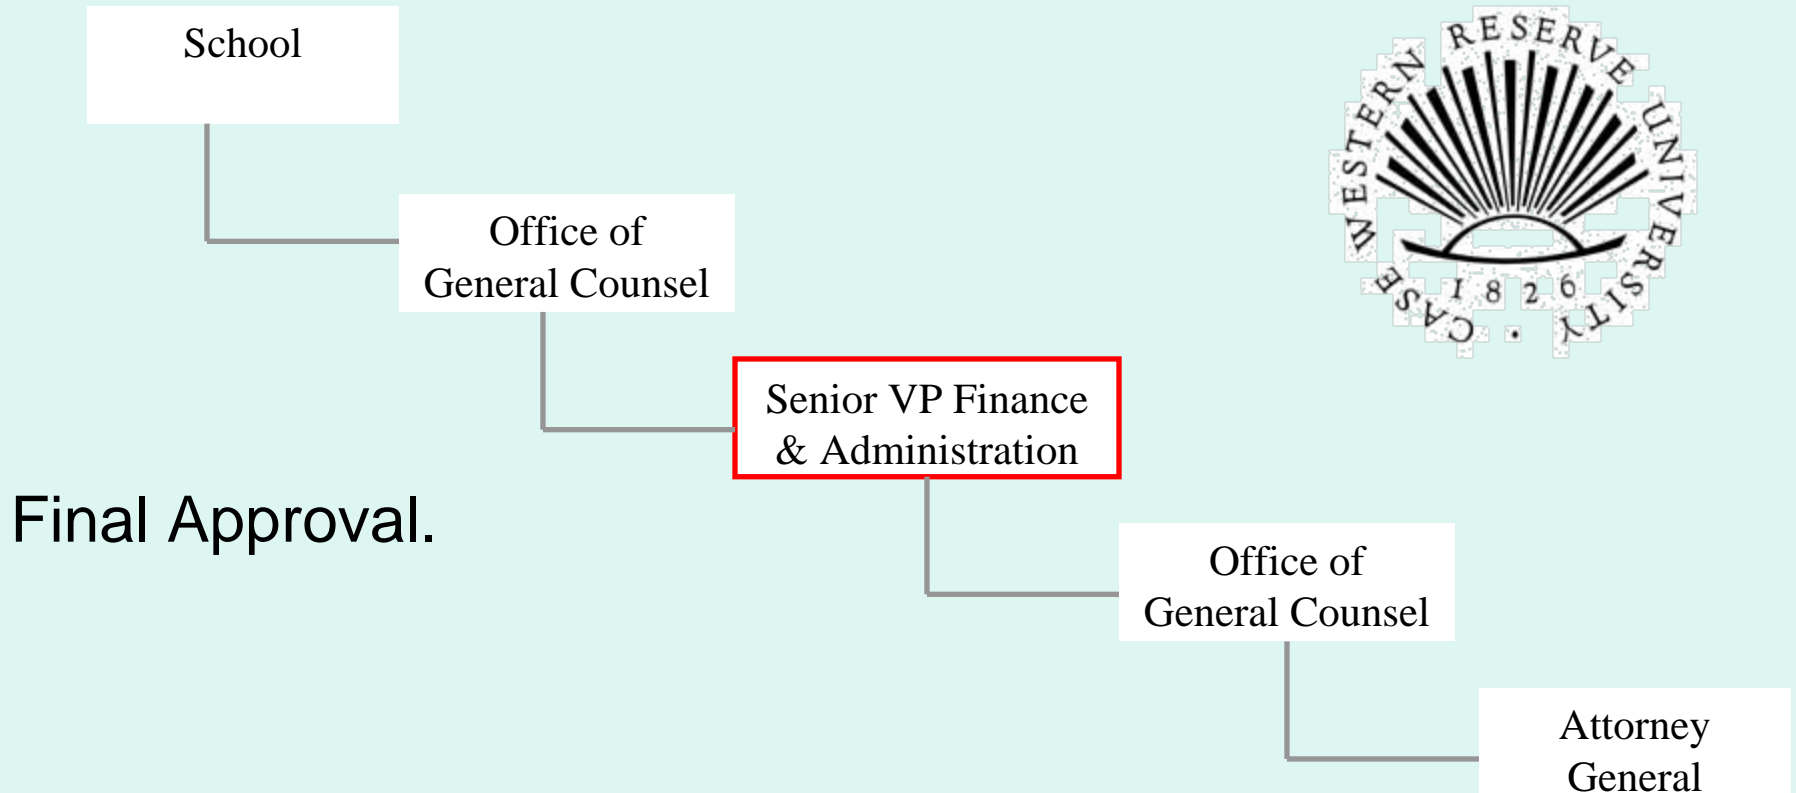 School
CASE WESTERN RESERVE UNIVERSITY
1826
Office of
General Counsel
Senior VP Finance
& Administration
Final Approval.
Office of
General Counsel
Attorney
General